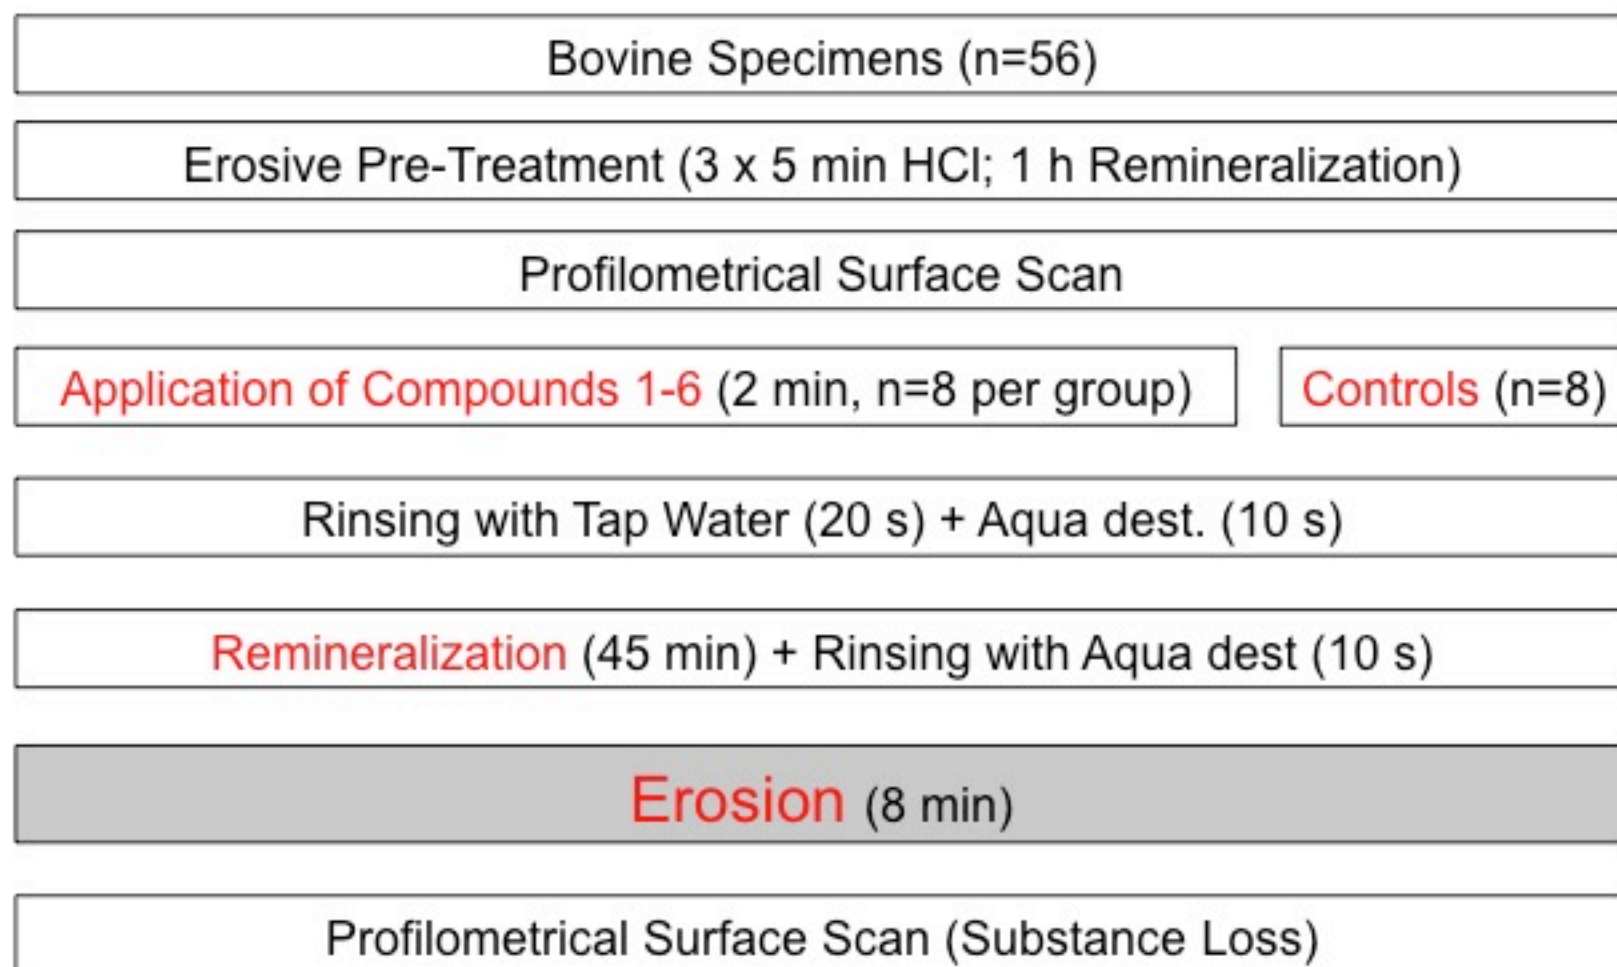 Bovine Specimens (n=56)
Erosive Pre-Treatment (3 x 5 min HCl; 1 h Remineralization)
Profilometrical Surface Scan
Application of Compounds 1-6 (2 min, n=8 per group)
Controls (n=8)
Rinsing with Tap Water (20 s) + Aqua dest. (10 s)
Remineralization (45 min) + Rinsing with Aqua dest (10 s)
Erosion (8 min)
Profilometrical Surface Scan (Substance Loss)